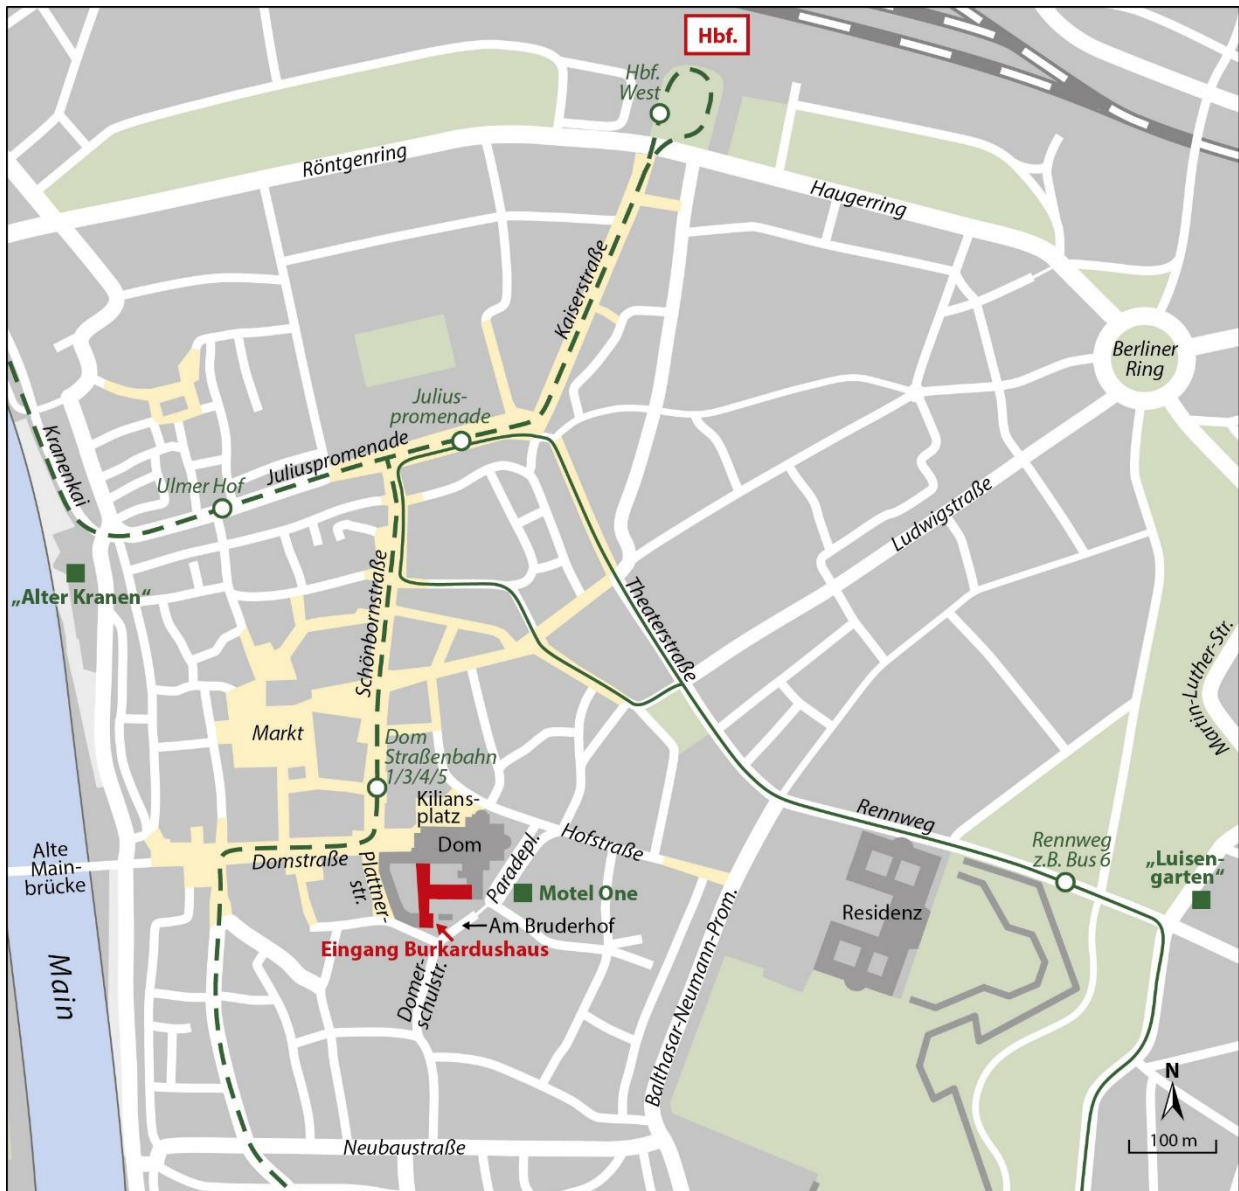 Hbf.
Hbf.
West
Röntgenring
Haugerring
Kaiserstraße
Berliner
Ring
Julius-
promenade
Juliuspromenade
Kranenkai
Ulmer Hof
Ludwigstraße
„Alter Kranen“
Schönbornstraße
Theaterstraße
Martin-Luther-Str.
Markt
Dom
Straßenbahn
1/3/4/5
Kilians-
platz
Rennweg
Hofstraße
Dom
Domstraße
Alte
Main-
brücke
Plattner-
str.
Paradepl.
Rennweg
z.B. Bus 6
„Luisen-
garten“
Motel One
Residenz
Am Bruderhof
Eingang Burkardushaus
Domer-
schulstr.
Main
Balthasar-Neumann-Prom.
N
100 m
Neubaustraße